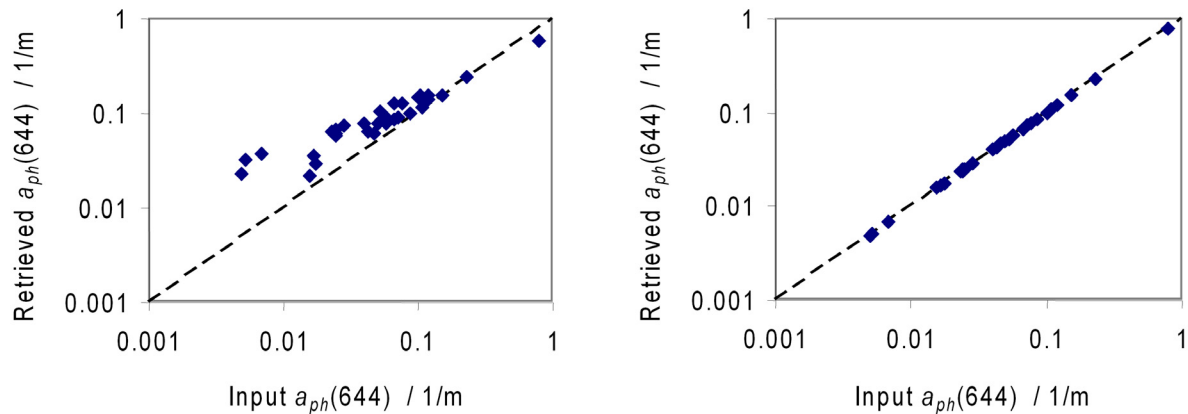 Retrieved aph(644) / 1/m
1
0.1
0.01
0.001
0.001 0.01 0.1 1
Input aph(644) / 1/m
Retrieved aph(644) / 1/m
1
0.1
0.01
0.001
0.001 0.01 0.1 1
Input aph(644) / 1/m